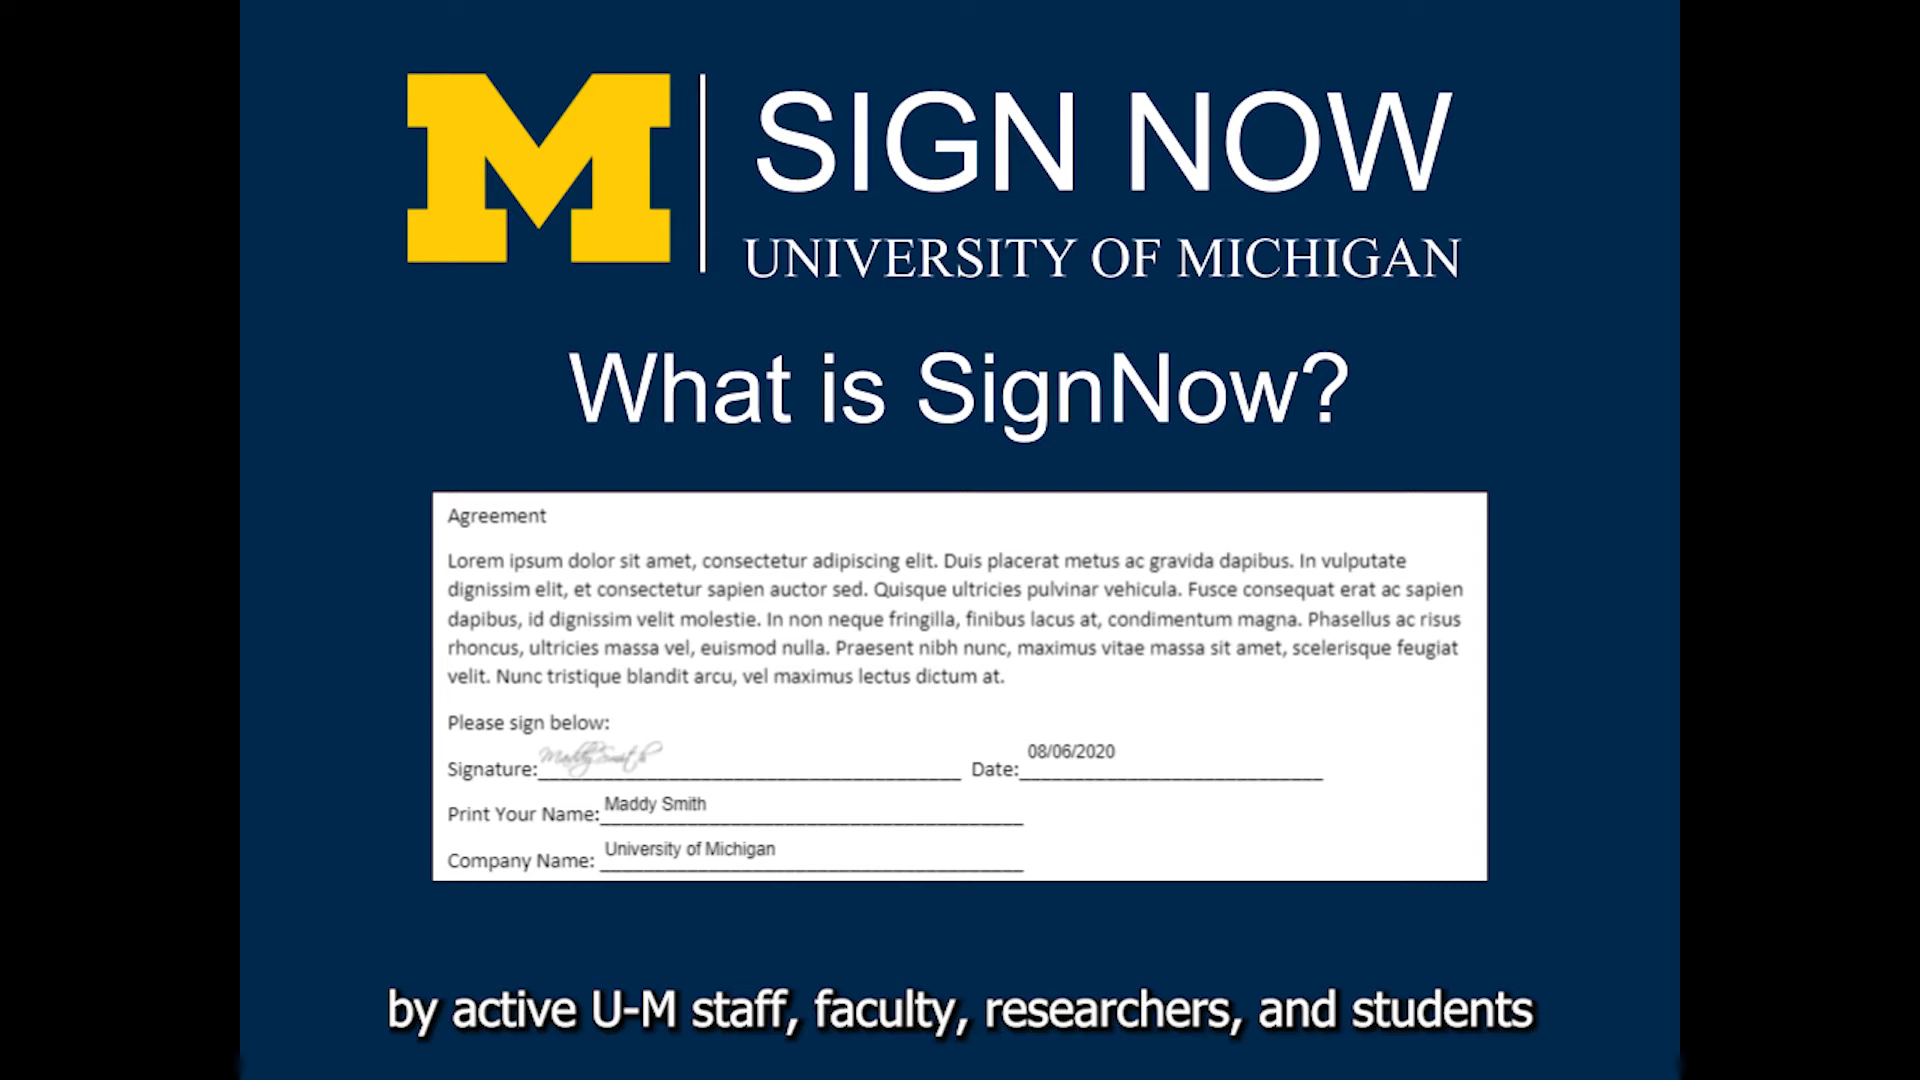 M
SIGN NOW
UNIVERSITY OF MICHIGAN
What is SignNow?
Agreement
Lorem ipsum dolor sit amet, consectetur adipiscing elit. Duis placerat metus ac gravida dapibus. In vulputate
dignissim elit, et consectetur sapien auctor sed. Quisque ultricies pulvinar vehicula. Fusce consequat erat ac sapien
dapibus, id dignissim velit molestie. In non neque fringilla, finibus lacus at, condimentum magna. Phasellus ac risus
rhoncus, ultricies massa vel, euismod nulla. Praesent nibh nunc, maximus vitae massa sit amet, scelerisque feugiat
velit. Nunc tristique blandit arcu, vel maximus lectus dictum at.
Please sign below:
Signature: Maddy Smith Date: 08/06/2020
Print Your Name: Maddy Smith
Company Name: University of Michigan
by active U-M staff, faculty, researchers, and students